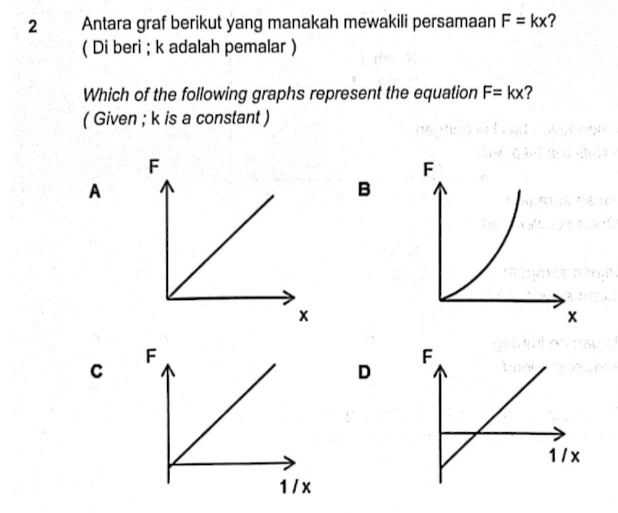 2 Antara graf berikut yang manakah mewakili persamaan F = kx?
( Di beri ; k adalah pemalar )
Which of the following graphs represent the equation F= kx?
( Given ; k is a constant )
A F x
B F x
C F 1/x
D F 1/x